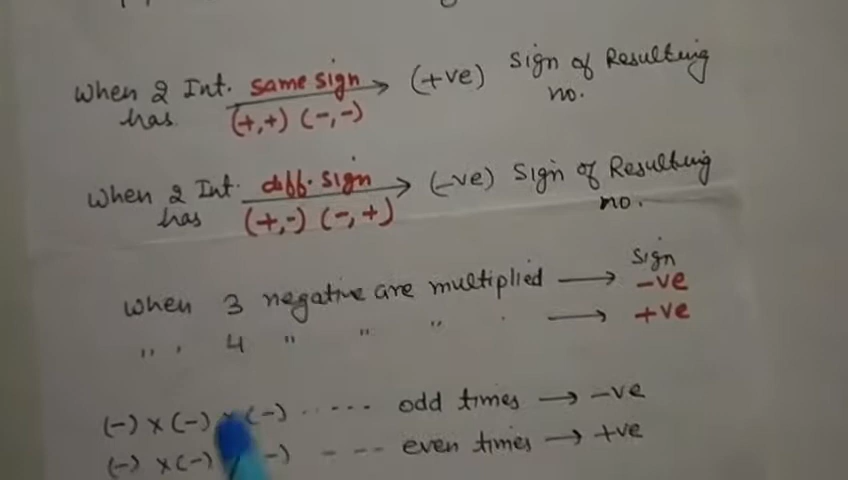 When 2 Int. same sign → (+ve) Sign of Resulting
has (+,+) (-,-) no.
When 2 Int. diff. sign → (-ve) Sign of Resulting
has (+,-) (-,+) no.
Sign
When 3 negative are multiplied → -ve
" " 4 " " " → +ve
(-) × (-) × (-) ..... odd times → -ve
(-) × (-) (-) - -- even times → +ve